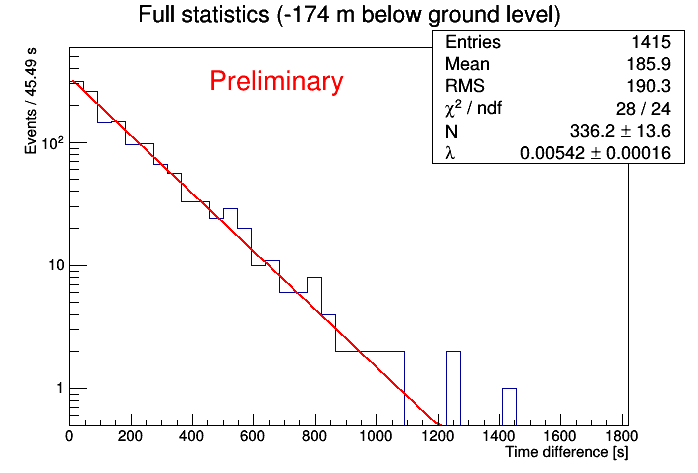 Full statistics (-174 m below ground level)
Entries 1415
Mean 185.9
RMS 190.3
χ² / ndf 28 / 24
N 336.2 ± 13.6
λ 0.00542 ± 0.00016
Preliminary
Events / 45.49 s
10²
10
1
0 200 400 600 800 1000 1200 1400 1600 1800
Time difference [s]